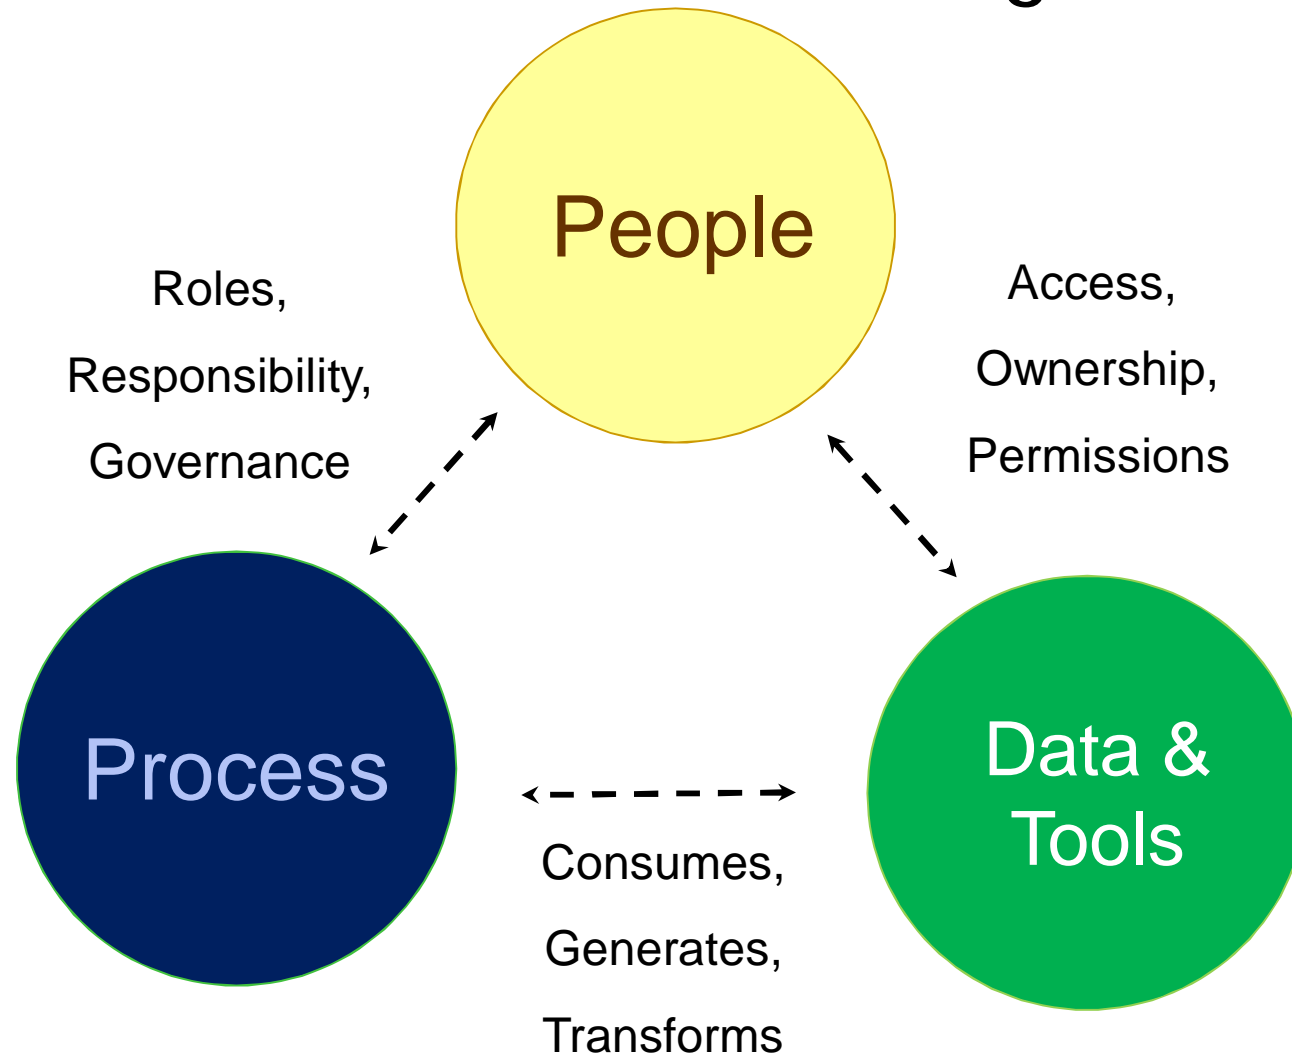 People
Roles,
Responsibility,
Governance
Access,
Ownership,
Permissions
Process
Data &
Tools
Consumes,
Generates,
Transforms